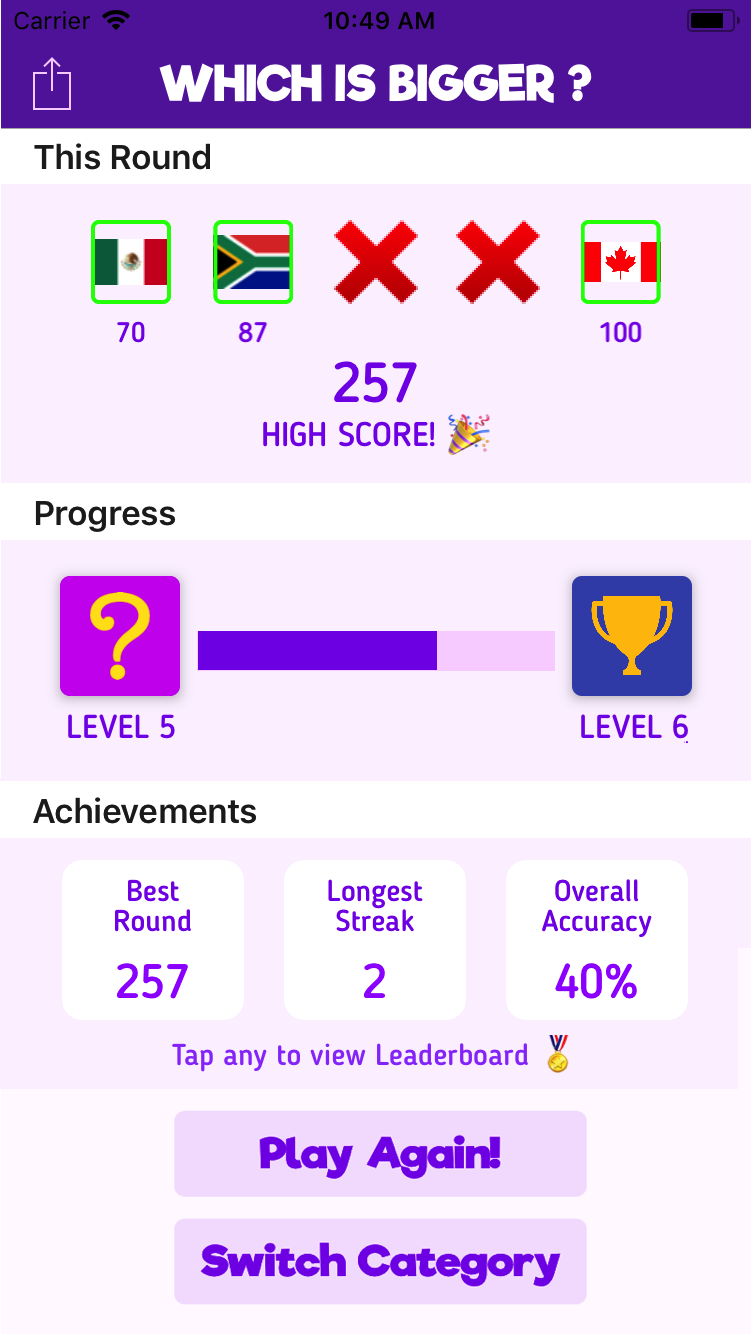 Carrier 10:49 AM
WHICH IS BIGGER ?
This Round
70 87 100
257
HIGH SCORE!
Progress
?
LEVEL 5 LEVEL 6
Achievements
Best Longest Overall
Round Streak Accuracy
257 2 40%
Tap any to view Leaderboard
Play Again!
Switch Category